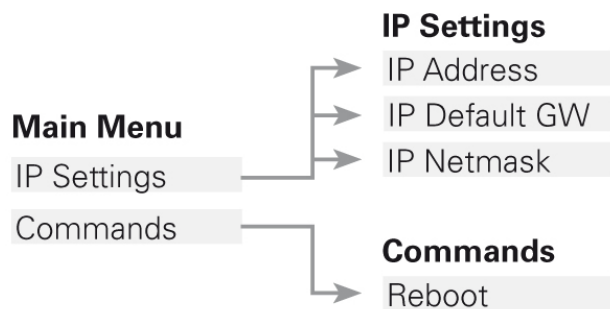 Main Menu
IP Settings
Commands
IP Settings
IP Address
IP Default GW
IP Netmask
Commands
Reboot